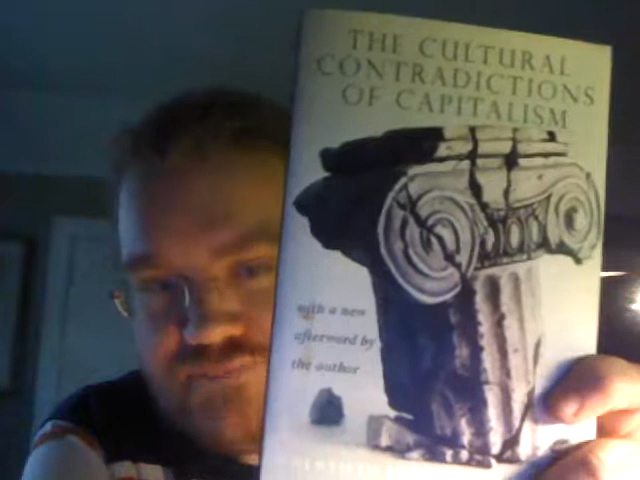 THE CULTURAL
CONTRADICTIONS
OF CAPITALISM
with a new
afterword by
the author